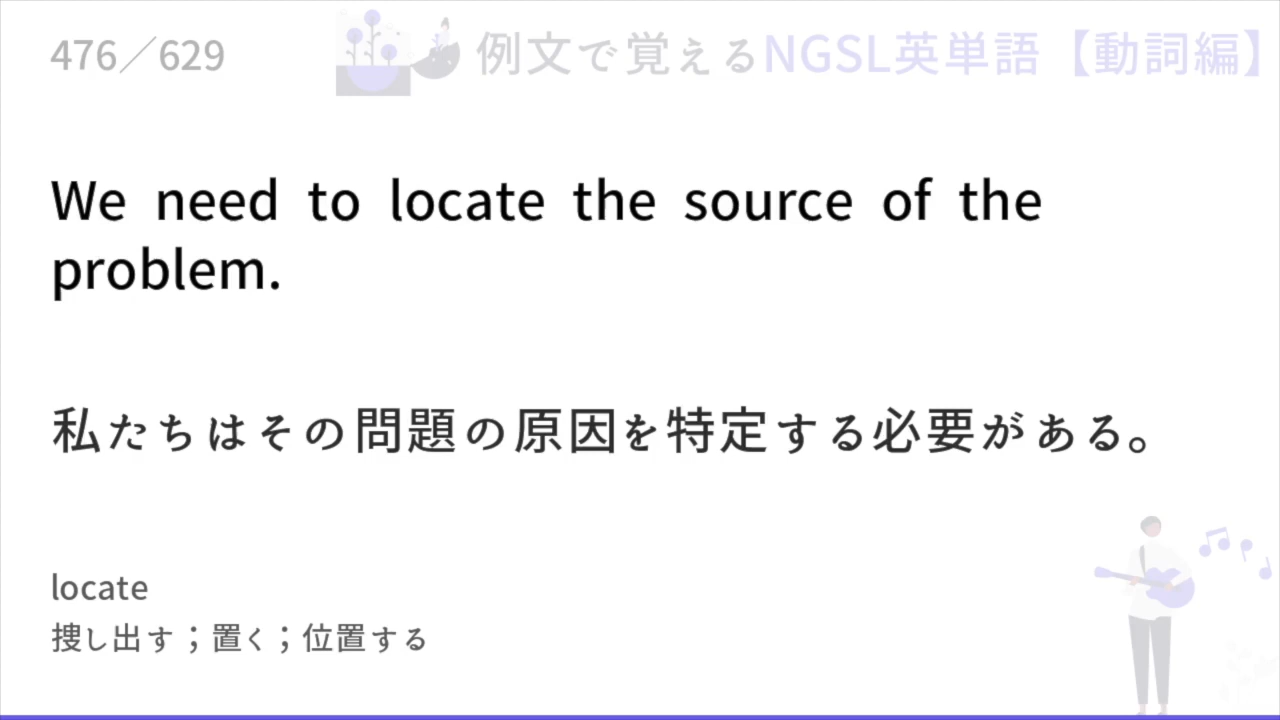 476／629
例文で覚えるNGSL英単語【動詞編】
We need to locate the source of the
problem.
私たちはその問題の原因を特定する必要がある。
locate
捜し出す；置く；位置する